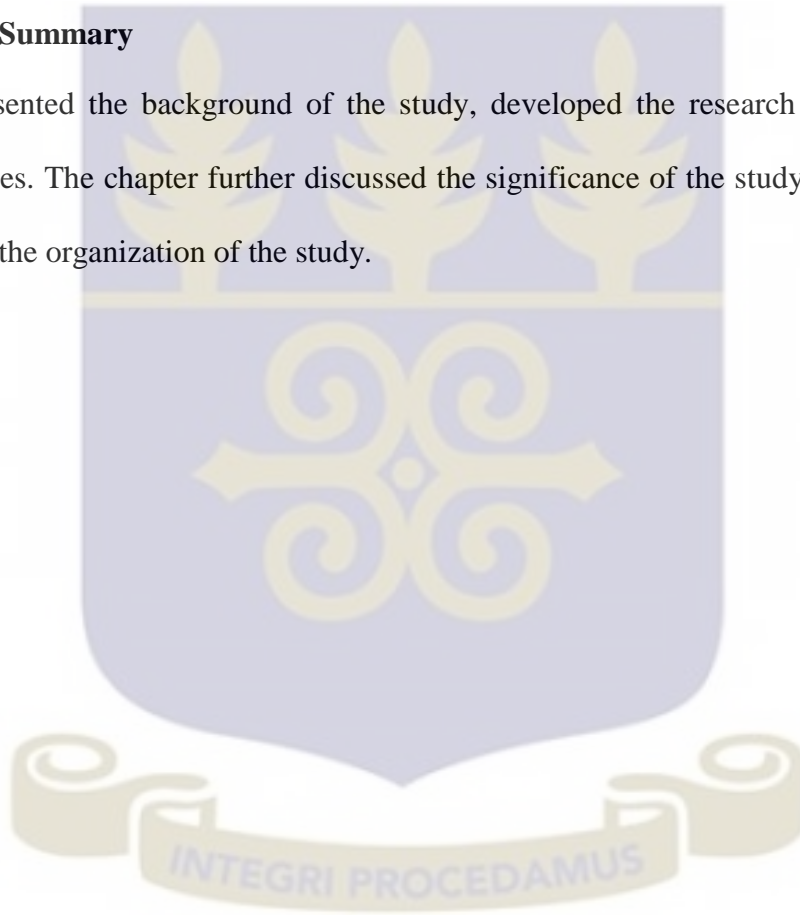 Summary
sented the background of the study, developed the research
es. The chapter further discussed the significance of the study
the organization of the study.
INTEGRI PROCEDAMUS